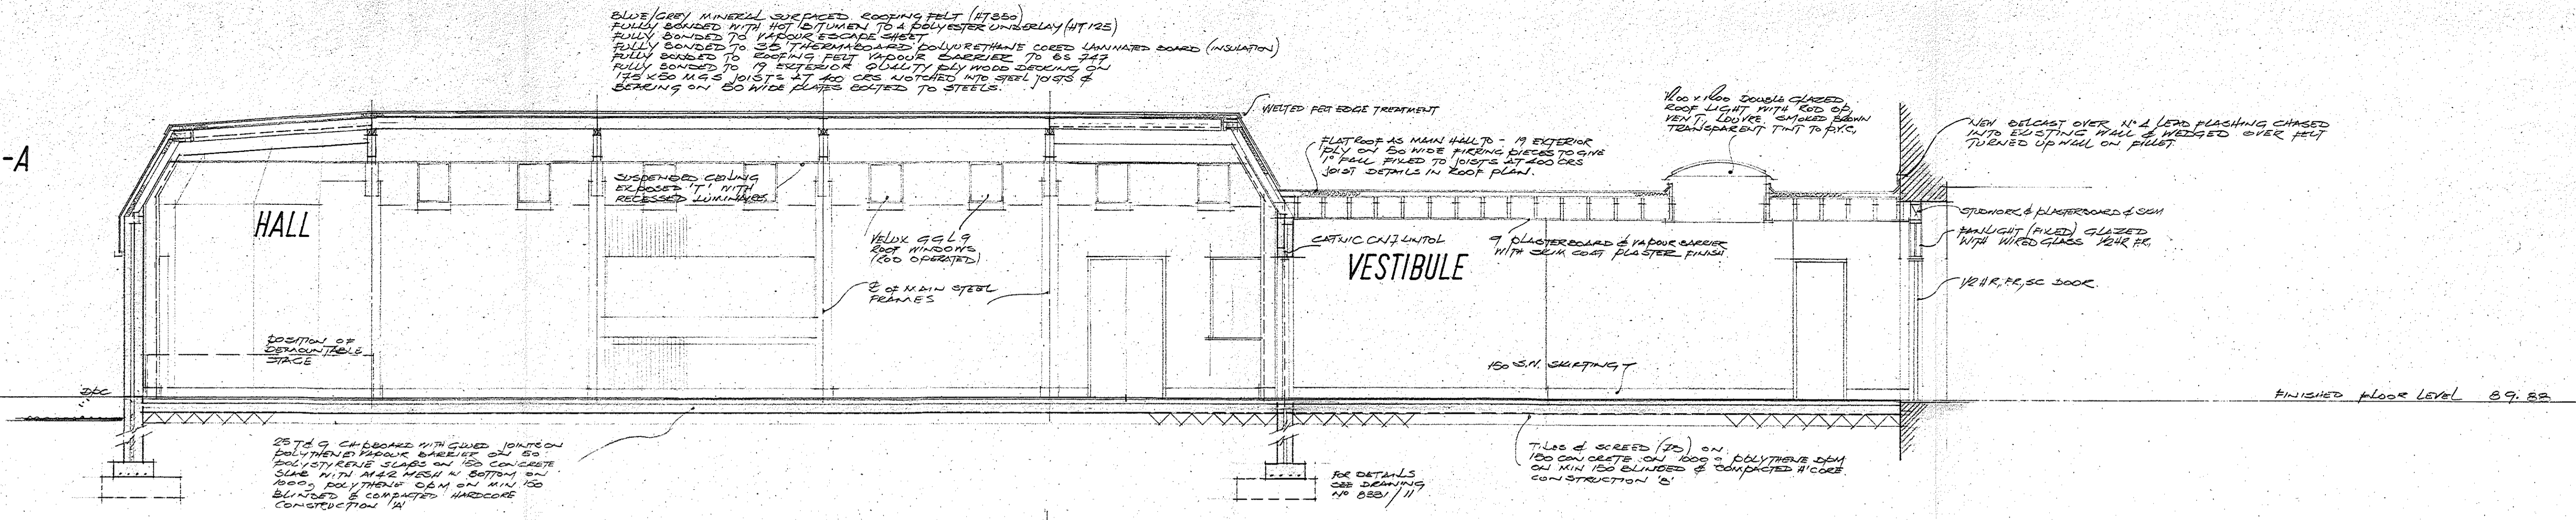 BLUE/GREY MINERAL SURFACED ROOFING FELT (HT350)
FULLY BONDED WITH HOT BITUMEN TO A POLYESTER UNDERLAY (HT125)
FULLY BONDED TO VAPOUR ESCAPE SHEET
FULLY BONDED TO 35 'THERMABOARD' POLYURETHANE CORED LAMINATED BOARD (INSULATION)
FULLY BONDED TO ROOFING FELT VAPOUR BARRIER TO BS 747
FULLY BONDED TO 19 EXTERIOR QUALITY PLYWOOD DECKING ON
175 x 50 M.G.S JOISTS AT 400 CRS NOTCHED INTO STEEL JOISTS &
BEARING ON 50 WIDE PLATES BOLTED TO STEELS.
WELTED FELT EDGE TREATMENT
FLAT ROOF AS MAIN HALL TO - 19 EXTERIOR
PLY ON 50 WIDE FIRRING PIECES TO GIVE
1° FALL FIXED TO JOISTS AT 400 CRS
JOIST DETAILS IN ROOF PLAN.
1200 x 1200 DOUBLE GLAZED
ROOF LIGHT WITH ROD OP,
VENT, LOUVRE, SMOKED BROWN
TRANSPARENT TINT TO P.V.C.
NEW BELCAST OVER Nº 4 LEAD FLASHING CHASED
INTO EXISTING WALL & WEDGED OVER FELT
TURNED UP WALL ON FILLET.
-A
SUSPENDED CEILING
EXPOSED 'T' WITH
RECESSED LUMINAIRES
HALL
VELUX GGL 9
ROOF WINDOWS
(ROD OPERATED)
CATNIC CN7 LINTOL
9 PLASTERBOARD & VAPOUR BARRIER
WITH SKIM COAT PLASTER FINISH
VESTIBULE
STUDWORK & PLASTERBOARD & SKIM
FANLIGHT (FIXED) GLAZED
WITH WIRED GLASS 1/2HR FR.
1/2 HR, FR, SC DOOR.
℄ OF MAIN STEEL
FRAMES
POSITION OF
DEMOUNTABLE
STAGE
150 S.W. SKIRTING
DPC
FINISHED FLOOR LEVEL 89.82
25 T & G CHIPBOARD WITH GLUED JOINTS ON
POLYTHENE VAPOUR BARRIER ON 50
POLYSTYRENE SLABS ON 150 CONCRETE
SLAB WITH A142 MESH IN BOTTOM ON
1000g POLYTHENE DPM ON MIN 150
BLINDED & COMPACTED HARDCORE
CONSTRUCTION 'A'
FOR DETAILS
SEE DRAWING
Nº 8331/11
TILES & SCREED (75) ON
150 CONCRETE ON 1000 g POLYTHENE DPM
ON MIN 150 BLINDED & COMPACTED H'CORE
CONSTRUCTION 'B'